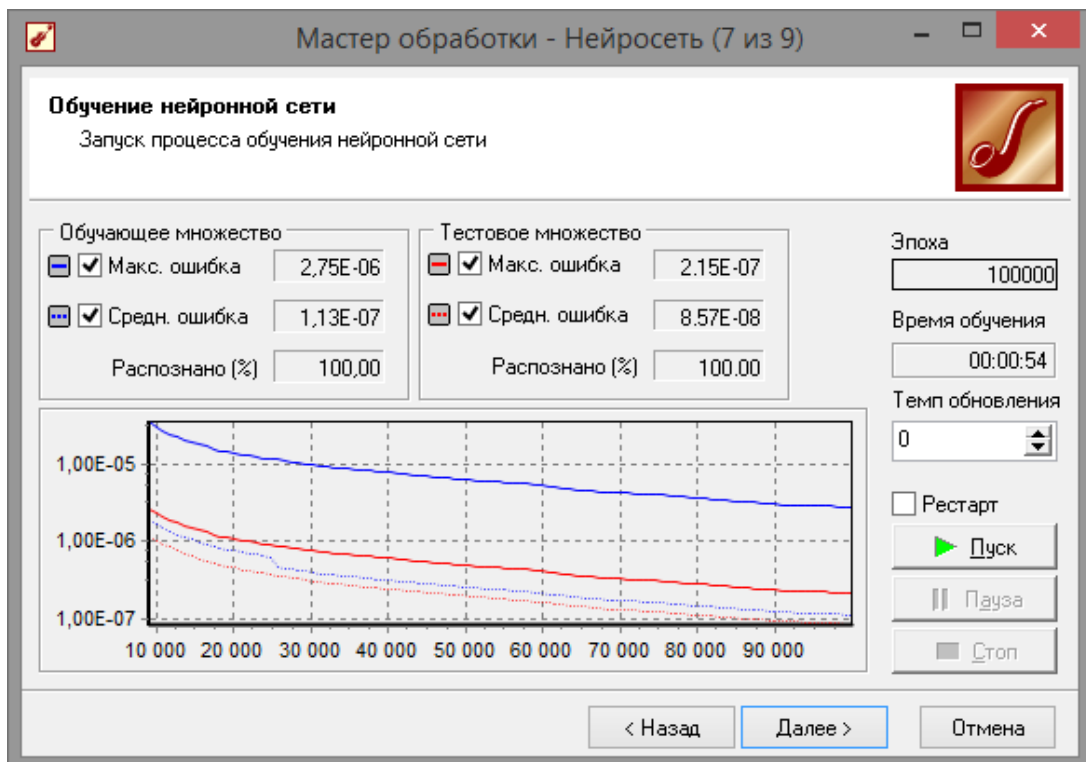 Мастер обработки - Нейросеть (7 из 9)
Обучение нейронной сети
Запуск процесса обучения нейронной сети
Обучающее множество
Макс. ошибка 2,75E-06
Средн. ошибка 1,13E-07
Распознано (%) 100,00
Тестовое множество
Макс. ошибка 2.15E-07
Средн. ошибка 8.57E-08
Распознано (%) 100.00
Эпоха
100000
Время обучения
00:00:54
Темп обновления
0
Рестарт
Пуск
Пауза
Стоп
1,00E-05
1,00E-06
1,00E-07
10 000 20 000 30 000 40 000 50 000 60 000 70 000 80 000 90 000
< Назад Далее > Отмена